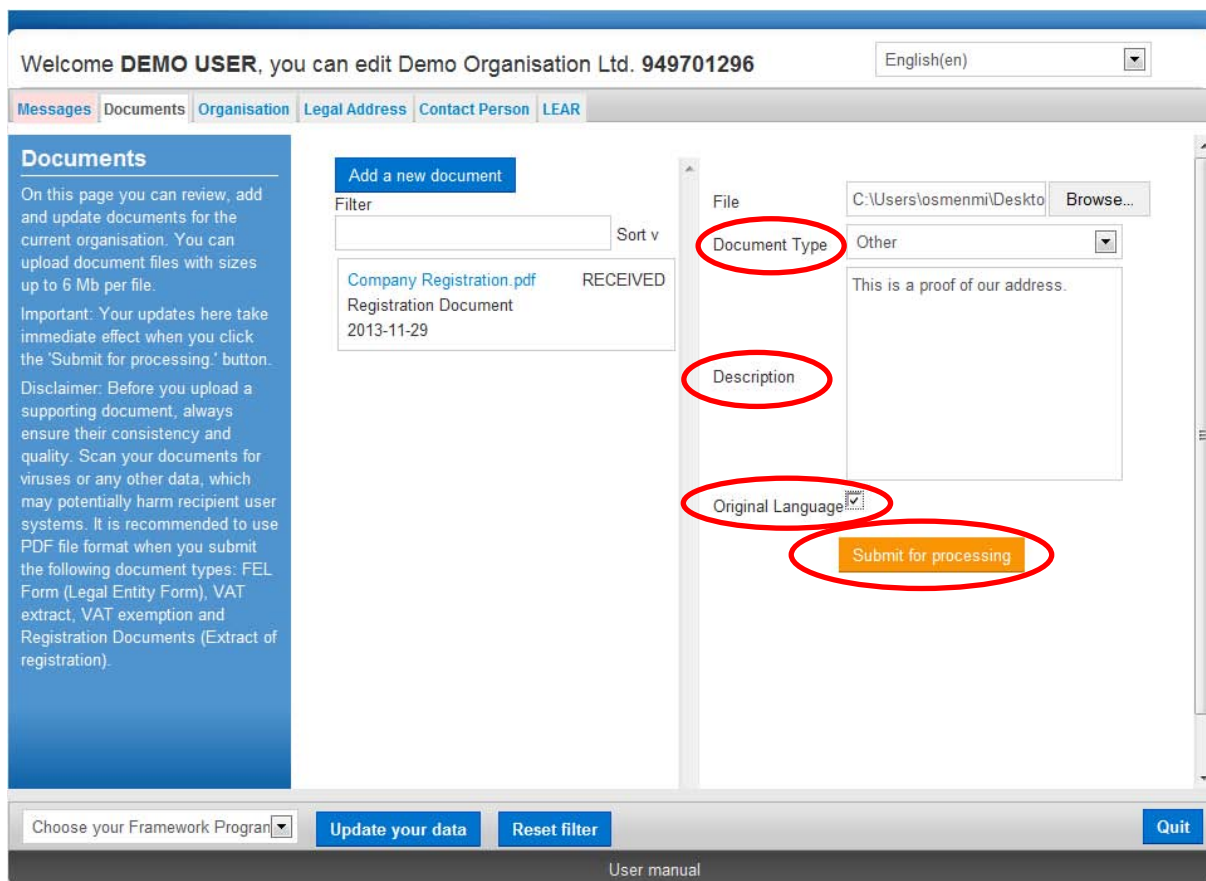 Welcome DEMO USER, you can edit Demo Organisation Ltd. 949701296
English(en)
Messages Documents Organisation Legal Address Contact Person LEAR
Documents
On this page you can review, add
and update documents for the
current organisation. You can
upload document files with sizes
up to 6 Mb per file.
Important: Your updates here take
immediate effect when you click
the 'Submit for processing.' button.
Disclaimer: Before you upload a
supporting document, always
ensure their consistency and
quality. Scan your documents for
viruses or any other data, which
may potentially harm recipient user
systems. It is recommended to use
PDF file format when you submit
the following document types: FEL
Form (Legal Entity Form), VAT
extract, VAT exemption and
Registration Documents (Extract of
registration).
Add a new document
Filter
Sort v
Company Registration.pdf RECEIVED
Registration Document
2013-11-29
File C:\Users\osmenmi\Deskto Browse...
Document Type Other
This is a proof of our address.
Description
Original Language
Submit for processing
Choose your Framework Progran Update your data Reset filter Quit
User manual